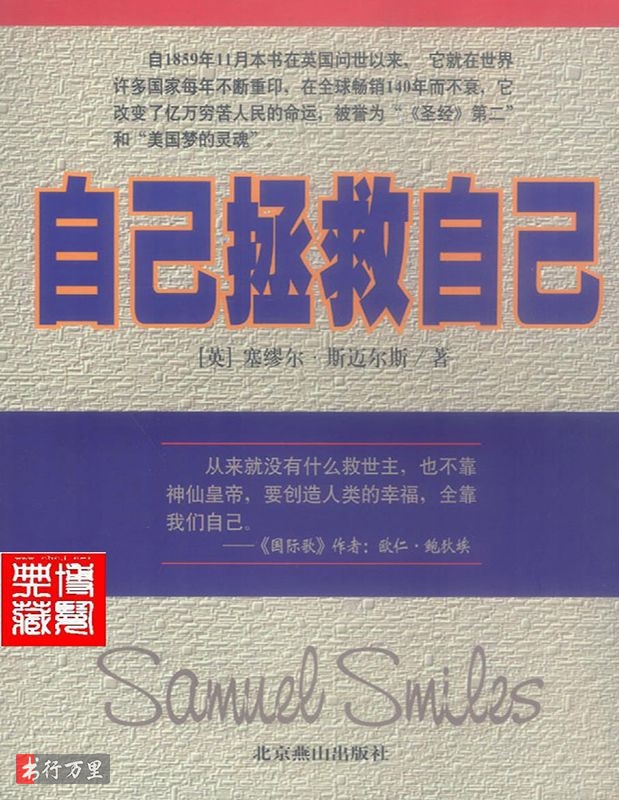 自1859年11月本书在英国问世以来，它就在世界
许多国家每年不断重印，在全球畅销140年而不衰，它
改变了亿万穷苦人民的命运，被誉为“《圣经》第二”
和“美国梦的灵魂”。
自己拯救自己
[英] 塞缪尔·斯迈尔斯/著
从来就没有什么救世主，也不靠
神仙皇帝，要创造人类的幸福，全靠
我们自己。
——《国际歌》作者：欧仁·鲍狄埃
博览
典藏
Samuel Smiles
北京燕山出版社
书行万里